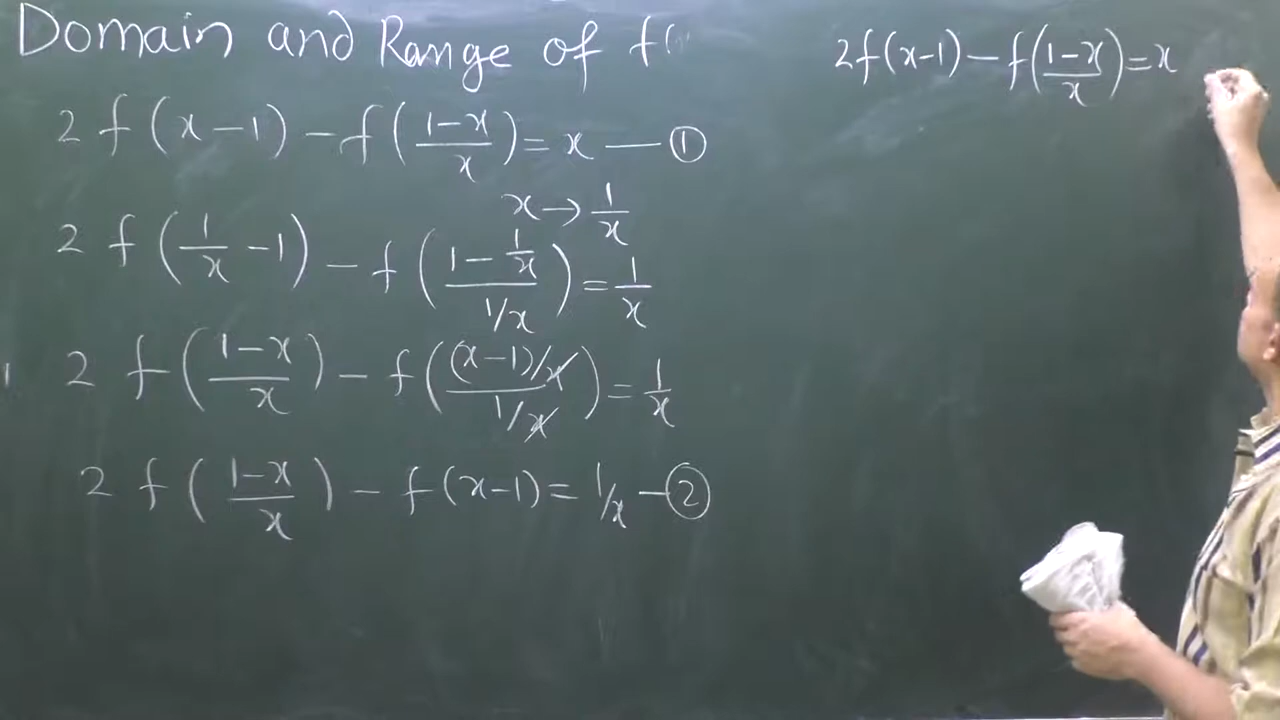 Domain and Range of f(
2 f(x-1) - f((1-x)/x) = x — ①
x → 1/x
2 f(1/x - 1) - f((1 - 1/x)/(1/x)) = 1/x
2 f((1-x)/x) - f(((x-1)/x)/(1/x)) = 1/x
2 f((1-x)/x) - f(x-1) = 1/x — ②
2f(x-1) - f((1-x)/x) = x